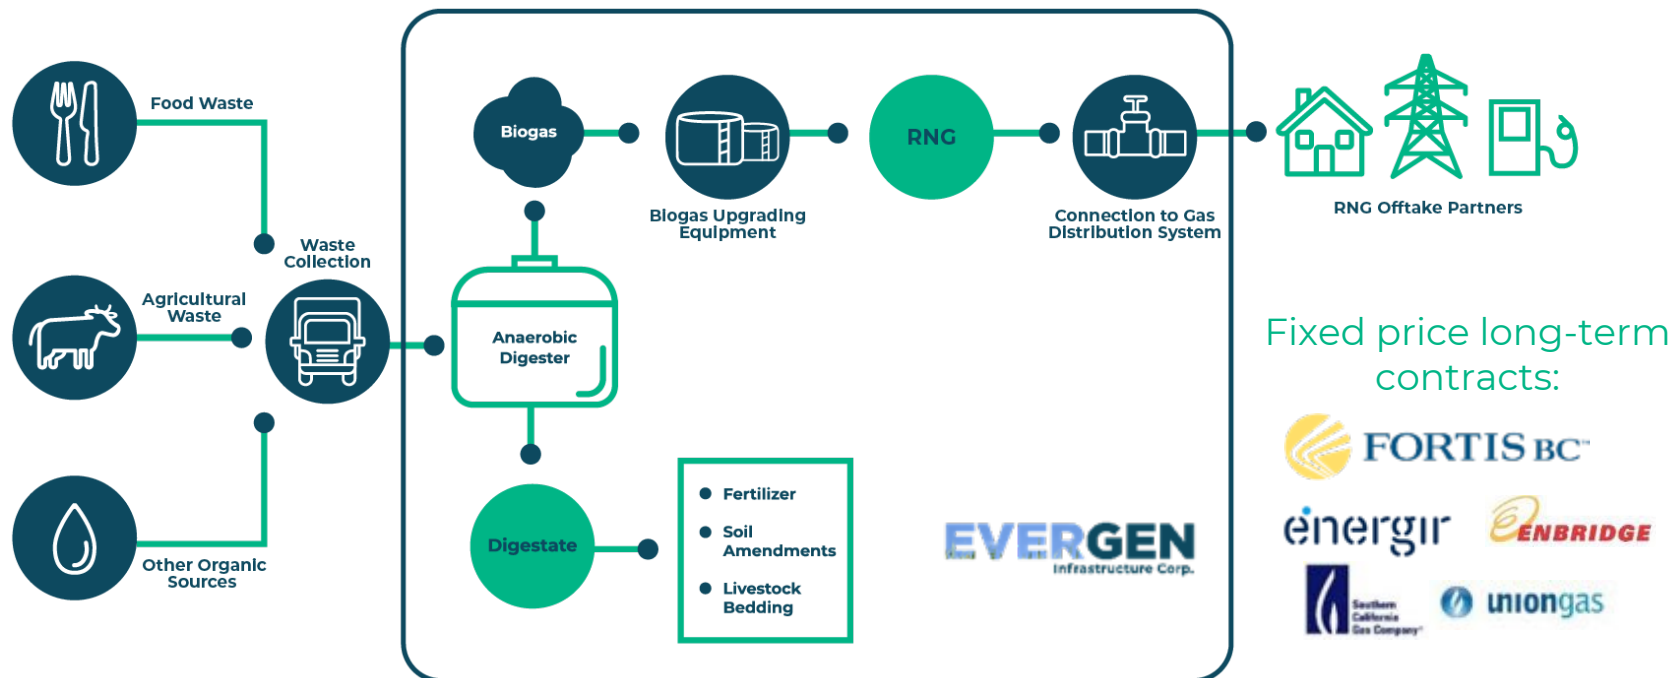 Food Waste
Agricultural
Waste
Other Organic
Sources
Waste
Collection
Biogas
Anaerobic
Digester
Digestate
Fertilizer
Soil
Amendments
Livestock
Bedding
Biogas Upgrading
Equipment
RNG
Connection to Gas
Distribution System
EVERGEN
Infrastructure Corp.
RNG Offtake Partners
Fixed price long-term
contracts:
FORTIS BC™
énergir
ENBRIDGE
Southern
California
Gas Company
uniongas